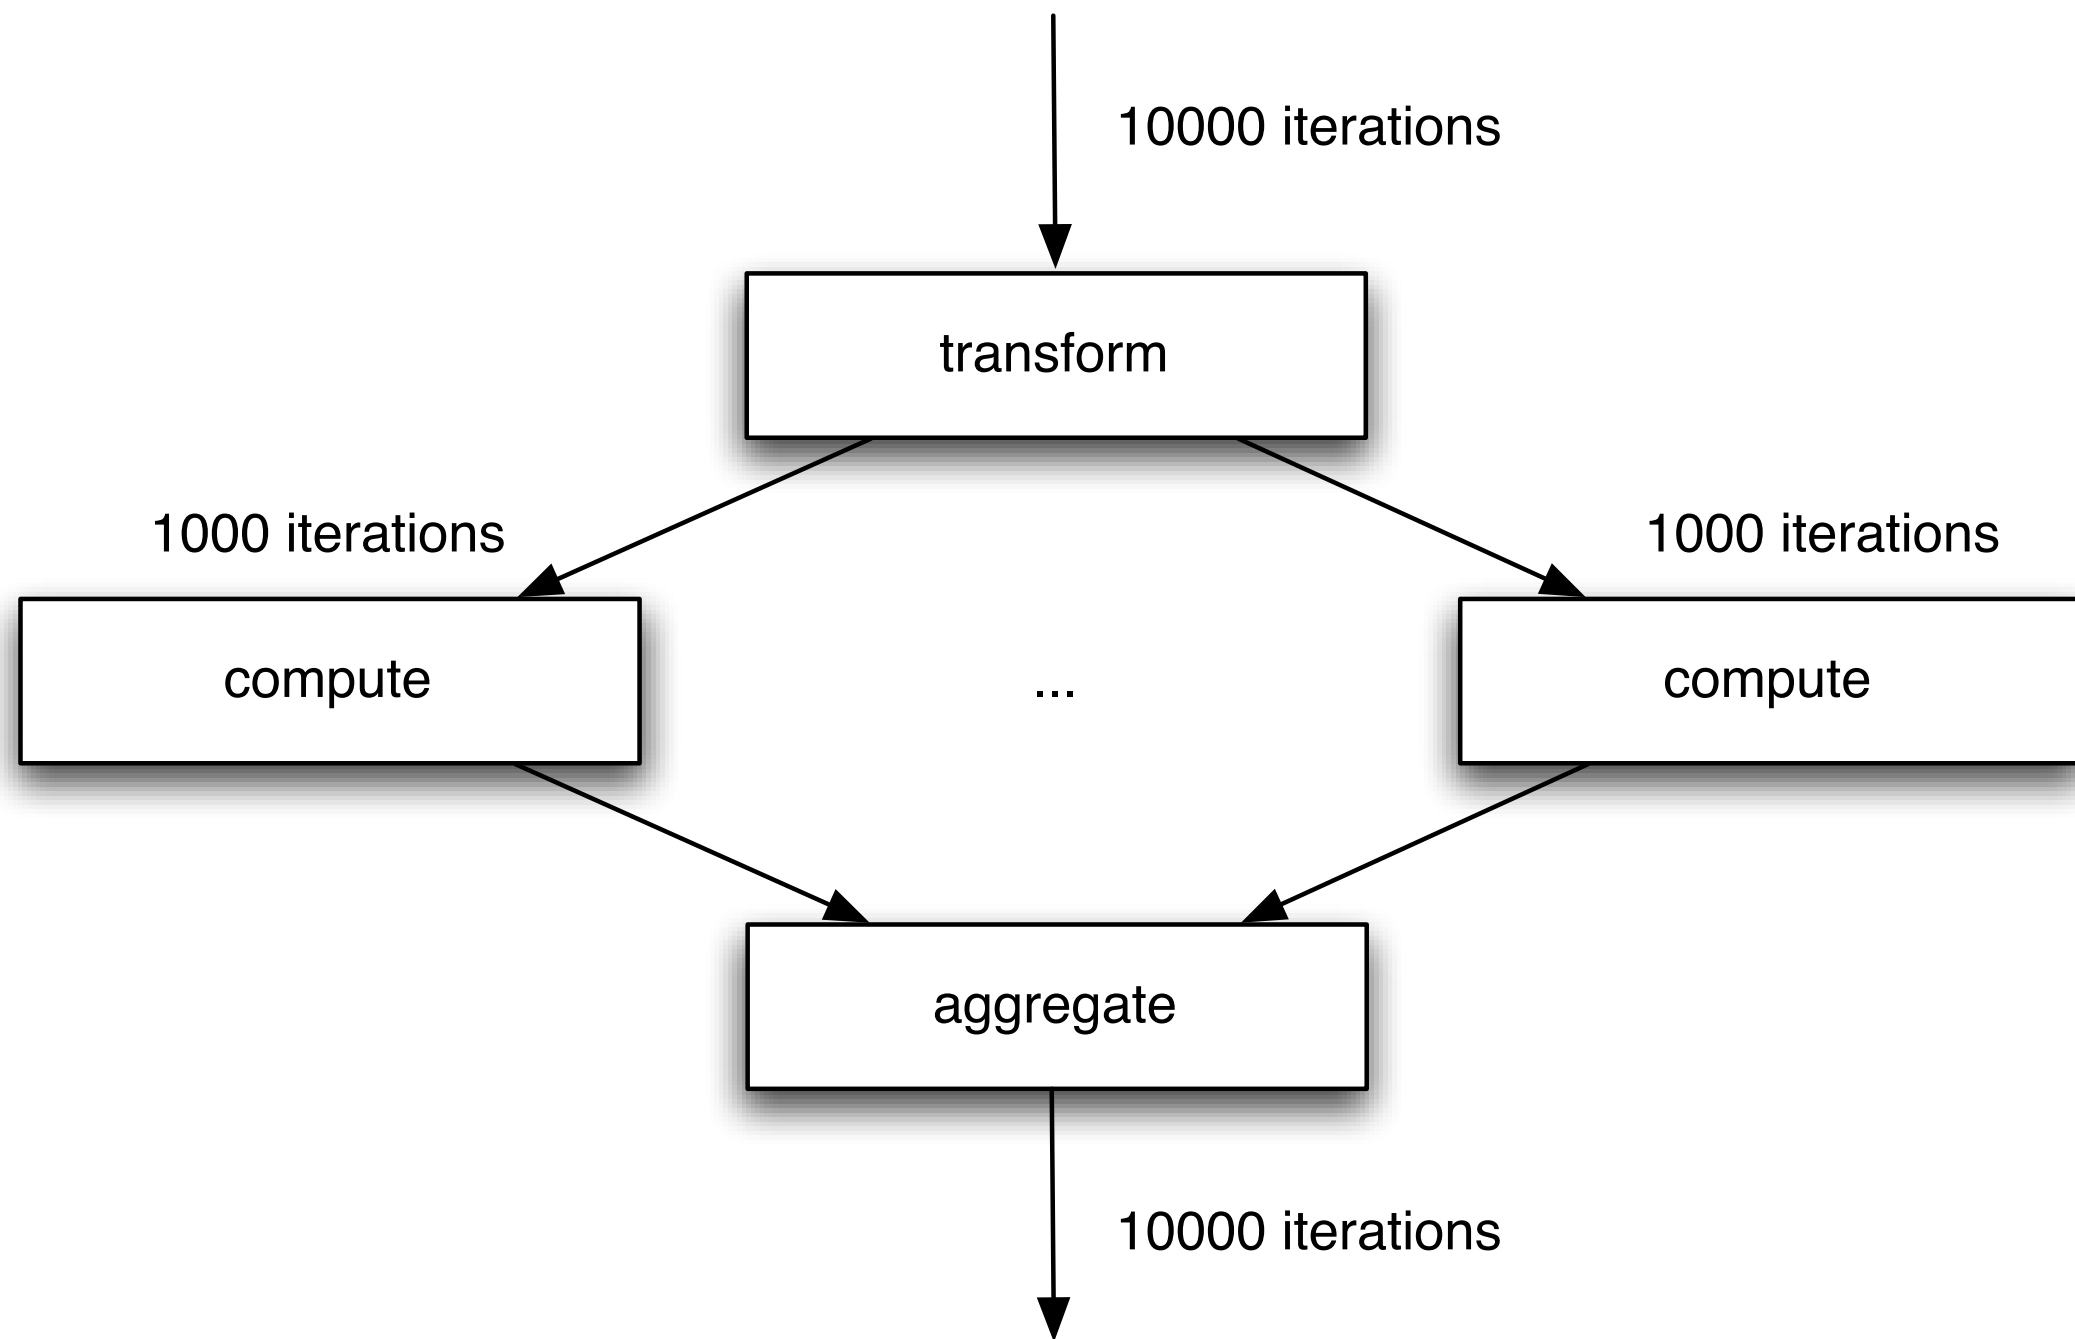 10000 iterations
transform
1000 iterations
1000 iterations
compute
...
compute
aggregate
10000 iterations